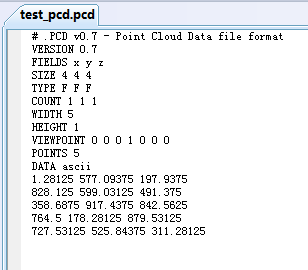 test_pcd.pcd
# .PCD v0.7 - Point Cloud Data file format
VERSION 0.7
FIELDS x y z
SIZE 4 4 4
TYPE F F F
COUNT 1 1 1
WIDTH 5
HEIGHT 1
VIEWPOINT 0 0 0 1 0 0 0
POINTS 5
DATA ascii
1.28125 577.09375 197.9375
828.125 599.03125 491.375
358.6875 917.4375 842.5625
764.5 178.28125 879.53125
727.53125 525.84375 311.28125